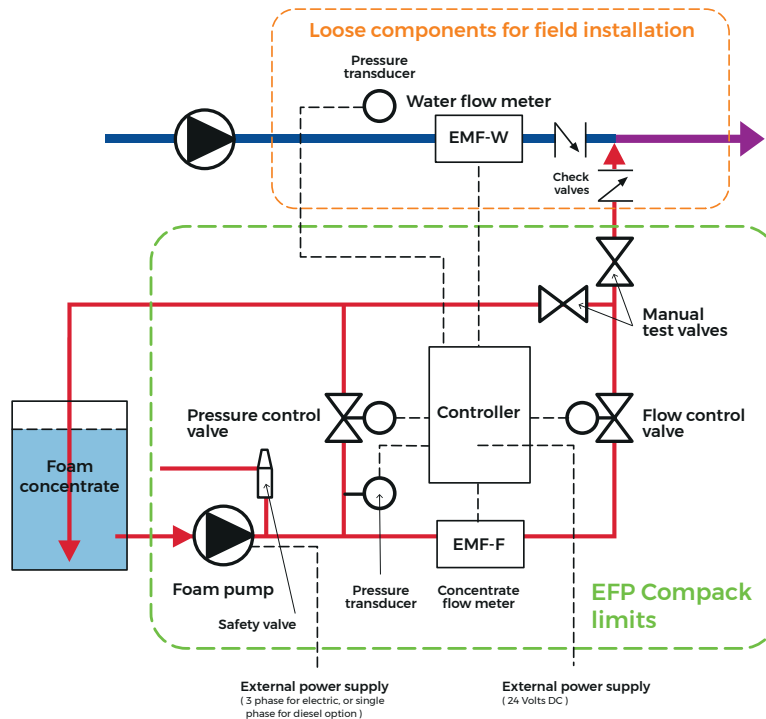 Loose components for field installation
Pressure
transducer
Water flow meter
EMF-W
Check
valves
Manual
test valves
Pressure control
valve
Controller
Flow control
valve
Foam
concentrate
EMF-F
Foam pump
Pressure
transducer
Concentrate
flow meter
EFP Compack
limits
Safety valve
External power supply
( 3 phase for electric, or single
phase for diesel option )
External power supply
( 24 Volts DC )